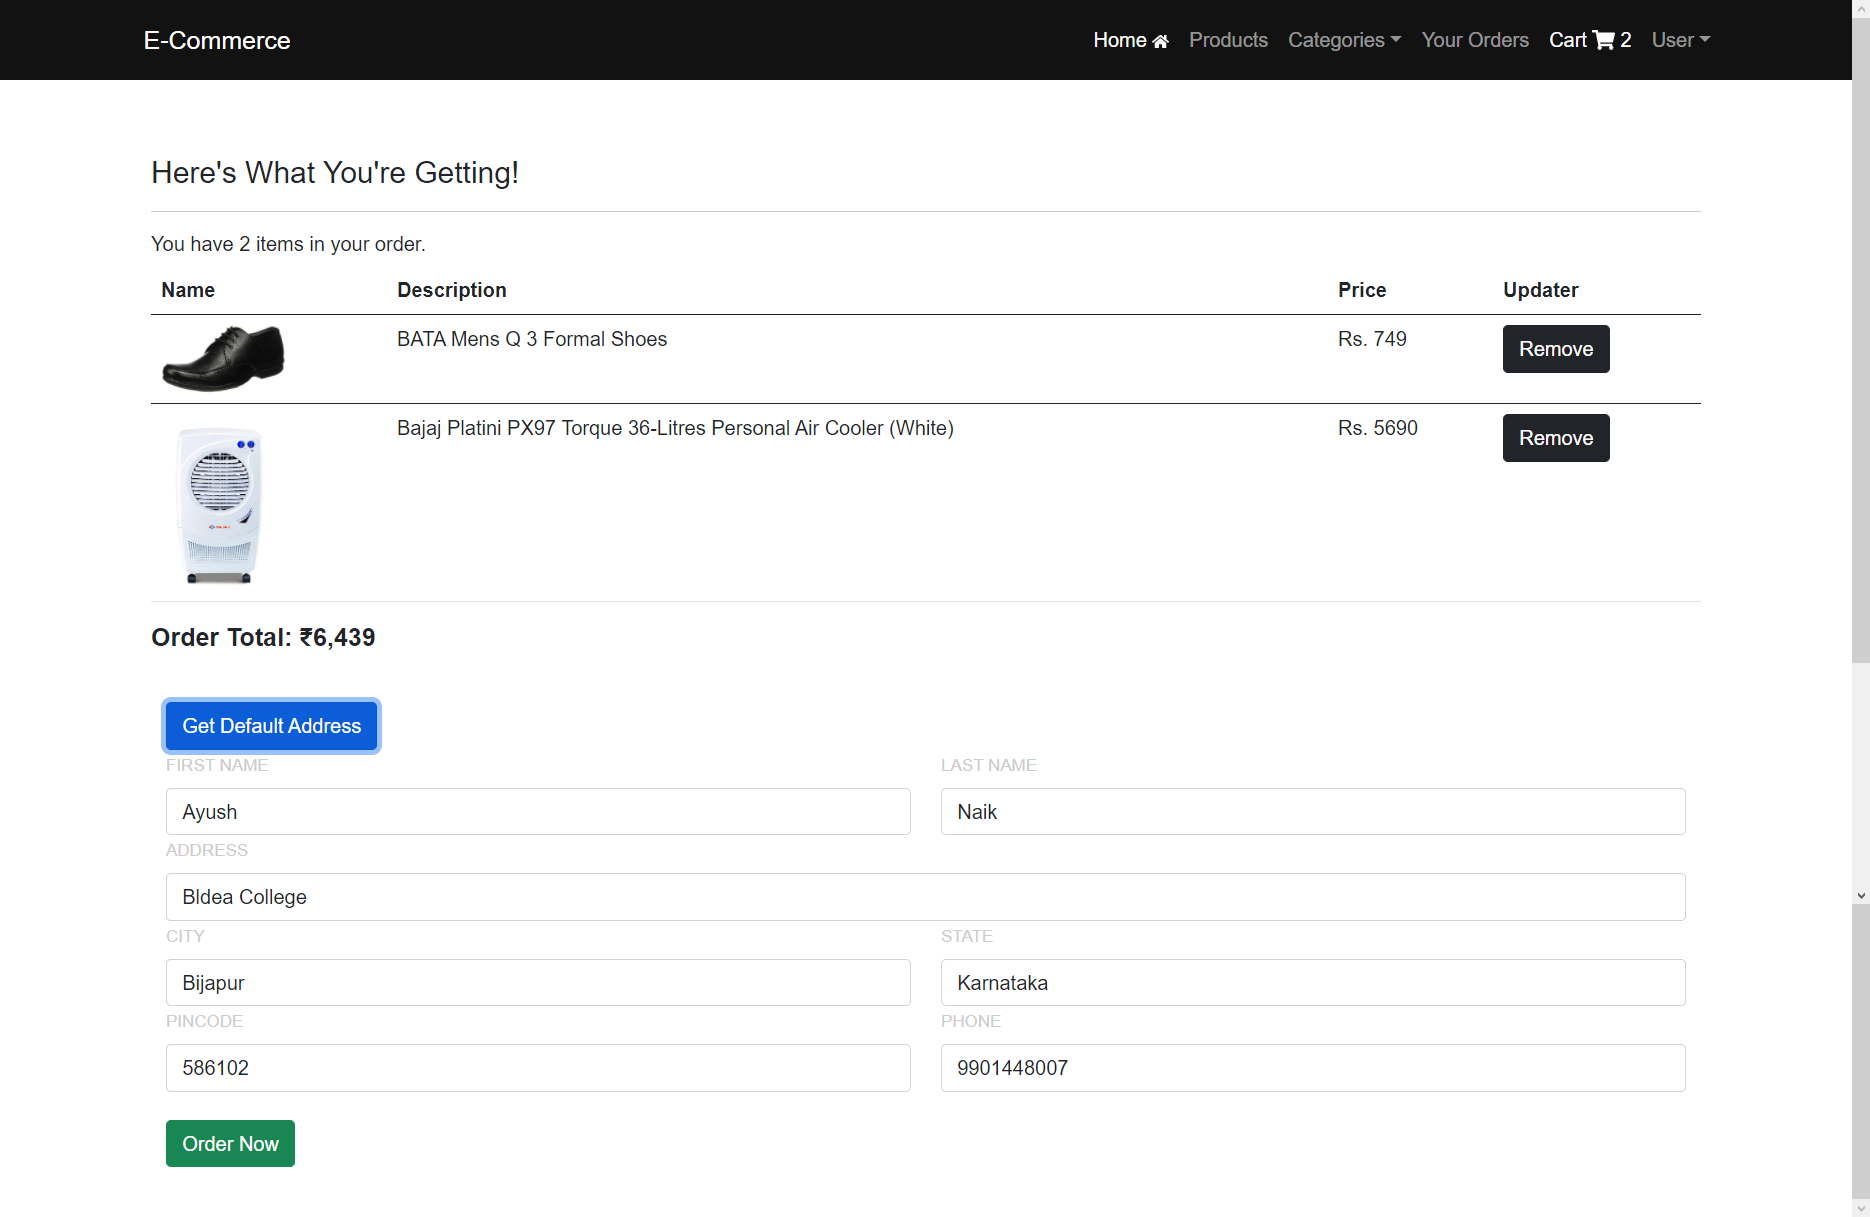 E-Commerce Home Products Categories Your Orders Cart 2 User
Here's What You're Getting!
You have 2 items in your order.
Name Description Price Updater
BATA Mens Q 3 Formal Shoes Rs. 749 Remove
Bajaj Platini PX97 Torque 36-Litres Personal Air Cooler (White) Rs. 5690 Remove
Order Total: ₹6,439
Get Default Address
FIRST NAME LAST NAME
Ayush Naik
ADDRESS
Bldea College
CITY STATE
Bijapur Karnataka
PINCODE PHONE
586102 9901448007
Order Now